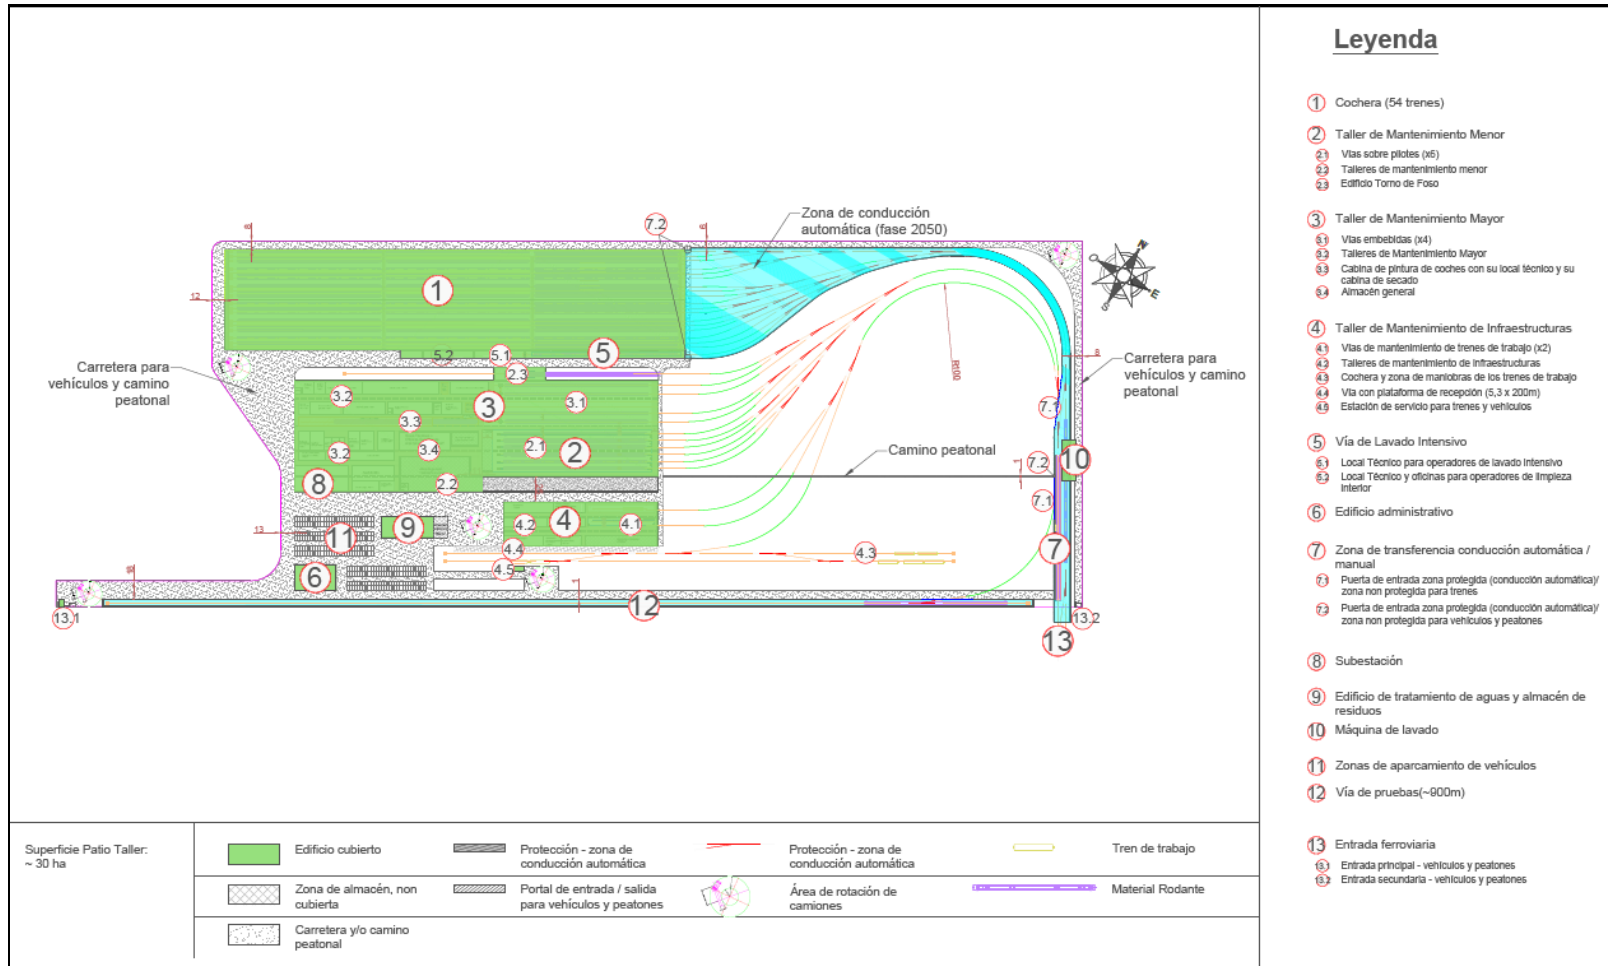 Leyenda
1 Cochera (54 trenes)
2 Taller de Mantenimiento Menor
2.1 Vías sobre pilotes (x6)
2.2 Talleres de mantenimiento menor
2.3 Edificio Torno de Foso
3 Taller de Mantenimiento Mayor
3.1 Vías embebidas (x4)
3.2 Talleres de Mantenimiento Mayor
3.3 Cabina de pintura de coches con su local técnico y su
cabina de secado
3.4 Almacén general
4 Taller de Mantenimiento de Infraestructuras
4.1 Vías de mantenimiento de trenes de trabajo (x2)
4.2 Talleres de mantenimiento de Infraestructuras
4.3 Cochera y zona de maniobras de los trenes de trabajo
4.4 Vía con plataforma de recepción (5,3 x 200m)
4.5 Estación de servicio para trenes y vehículos
5 Vía de Lavado Intensivo
5.1 Local Técnico para operadores de lavado Intensivo
5.2 Local Técnico y oficinas para operadores de limpieza
Interior
6 Edificio administrativo
7 Zona de transferencia conducción automática /
manual
7.1 Puerta de entrada zona protegida (conducción automática)/
zona non protegida para trenes
7.2 Puerta de entrada zona protegida (conducción automática)/
zona non protegida para vehículos y peatones
8 Subestación
9 Edificio de tratamiento de aguas y almacén de
residuos
10 Máquina de lavado
11 Zonas de aparcamiento de vehículos
12 Vía de pruebas(~900m)
13 Entrada ferroviaria
13.1 Entrada principal - vehículos y peatones
13.2 Entrada secundaria - vehículos y peatones
7.2
Zona de conducción
automática (fase 2050)
8
6
N
O
E
S
1
12
5.2
5.1
5
2.3
Carretera para
vehículos y camino
peatonal
8
Carretera para
vehículos y camino
peatonal
R100
3.2
3
3.1
7.1
3.3
3.2
3.4
2.1
2
Camino peatonal
10
7.2
1
8
2.2
7.1
13
11
9
4.2
4
4.1
4.4
4.3
7
4.5
6
1
12
13.1
13.2
13
Superficie Patio Taller:
~ 30 ha
Edificio cubierto
Protección - zona de
conducción automática
Protección - zona de
conducción automática
Tren de trabajo
Zona de almacén, non
cubierta
Portal de entrada / salida
para vehículos y peatones
Área de rotación de
camiones
Material Rodante
Carretera y/o camino
peatonal